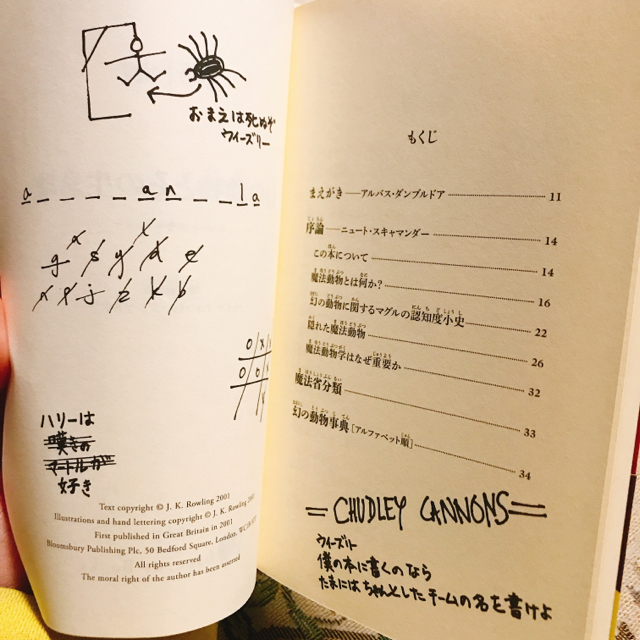 おまえは死ぬぞ
ウィーズリー
a _ _ _ _ a n _ _ l a
x x
g s y d e
x p j z k b
O X
O O X
ハリーは
嘆きの
マートルが
好き
Text copyright © J. K. Rowling 2001
Illustrations and hand lettering copyright © J. K. Rowling 2001
First published in Great Britain in 2001
Bloomsbury Publishing Plc, 50 Bedford Square, London, WC1B
All rights reserved
The moral right of the author has been asserted
もくじ
まえがき──アルバス・ダンブルドア 11
序論──ニュート・スキャマンダー 14
この本について 14
魔法動物とは何か? 16
幻の動物に関するマグルの認知度小史 22
隠れた魔法動物 26
魔法動物学はなぜ重要か 32
魔法省分類 33
幻の動物事典[アルファベット順] 34
=CHUDLEY CANNONS=
ウィーズリー
僕の本に書くのなら
たまにはちゃんとしたチームの名を書けよ